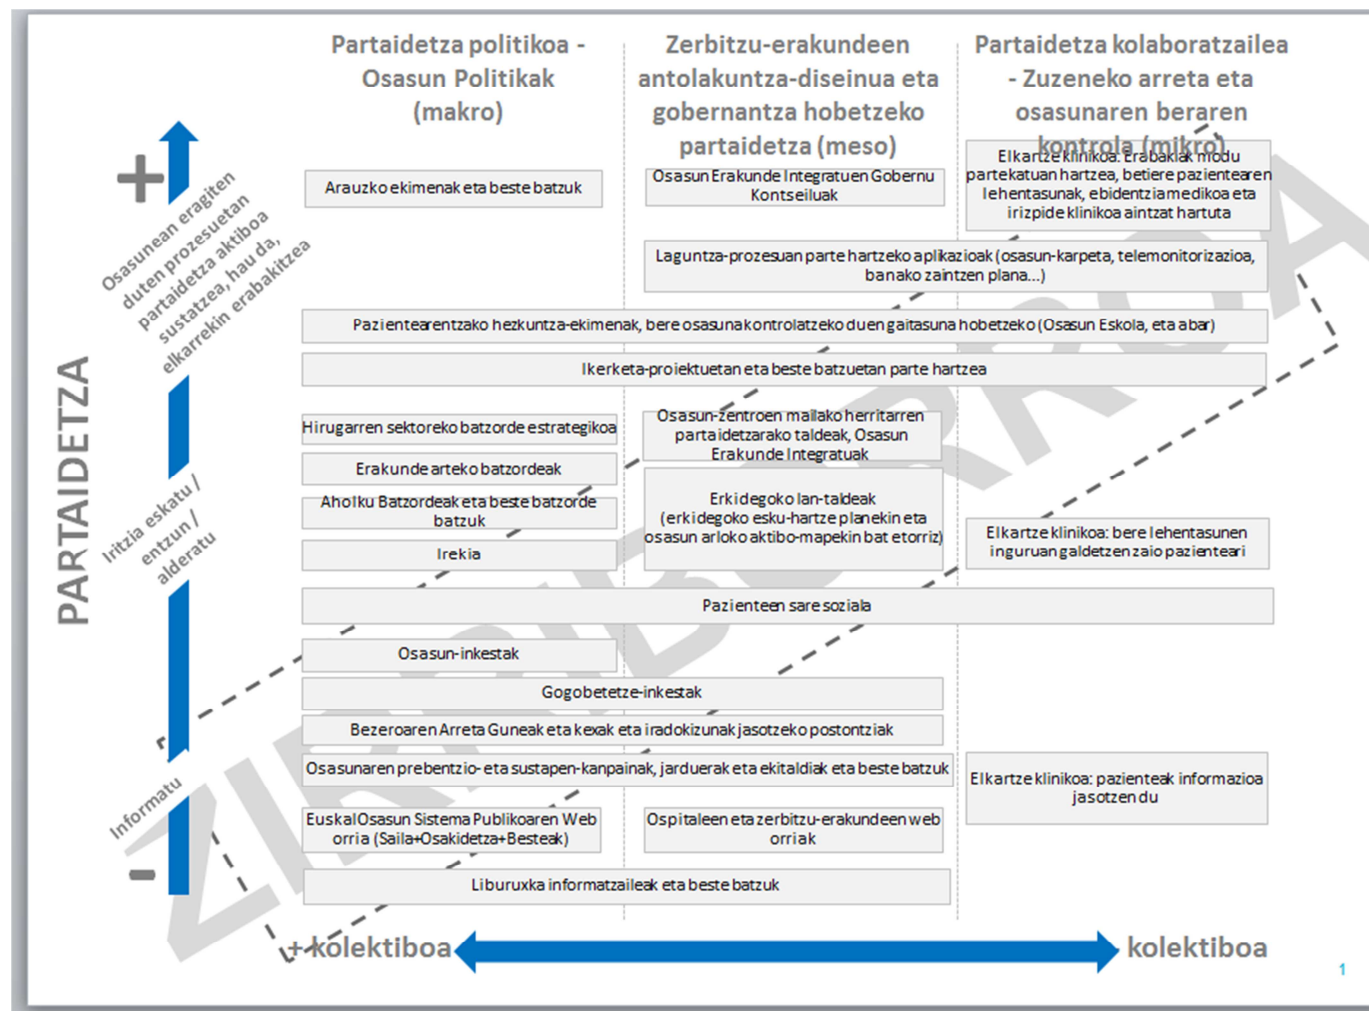 Partaidetza politikoa -
Osasun Politikak
(makro)
Zerbitzu-erakundeen
antolakuntza-diseinua eta
gobernantza hobetzeko
partaidetza (meso)
Partaidetza kolaboratzailea
- Zuzeneko arreta eta
osasunaren beraren
kontrola (mikro)
+
Osasunean eragiten
duten prozesuetan
partaidetza aktiboa
sustatzea, hau da,
elkarrekin erabakitzea
PARTAIDETZA
Iritzia eskatu /
entzun /
alderatu
Informatu
-
Arauzko ekimenak eta beste batzuk
Osasun Erakunde Integratuen Gobernu
Kontseiluak
Elkartze klinikoa: Erabakiak modu
partekatuan hartzea, betiere pazientearen
lehentasunak, ebidentzia medikoa eta
irizpide klinikoa aintzat hartuta
Laguntza-prozesuan parte hartzeko aplikazioak (osasun-karpeta, telemonitorizazioa,
banako zaintzen plana...)
Pazientearentzako hezkuntza-ekimenak, bere osasuna kontrolatzeko duen gaitasuna hobetzeko (Osasun Eskola, eta abar)
Ikerketa-proiektuetan eta beste batzuetan parte hartzea
Hirugarren sektoreko batzorde estrategikoa
Osasun-zentroen mailako herritarren
partaidetzarako taldeak, Osasun
Erakunde Integratuak
Erakunde arteko batzordeak
Aholku Batzordeak eta beste batzorde
batzuk
Erkidegoko lan-taldeak
(erkidegoko esku-hartze planekin eta
osasun arloko aktibo-mapekin bat etorriz)
Elkartze klinikoa: bere lehentasunen
inguruan galdetzen zaio pazienteari
Irekia
Pazienteen sare soziala
Osasun-inkestak
Gogobetetze-inkestak
Bezeroaren Arreta Guneak eta kexak eta iradokizunak jasotzeko postontziak
Osasunaren prebentzio- eta sustapen-kanpainak, jarduerak eta ekitaldiak eta beste batzuk
Elkartze klinikoa: pazienteak informazioa
jasotzen du
Euskal Osasun Sistema Publikoaren Web
orria (Saila+Osakidetza+Besteak)
Ospitaleen eta zerbitzu-erakundeen web
orriak
Liburuxka informatzaileak eta beste batzuk
+ kolektiboa
kolektiboa
1
ZIRRIBORROA